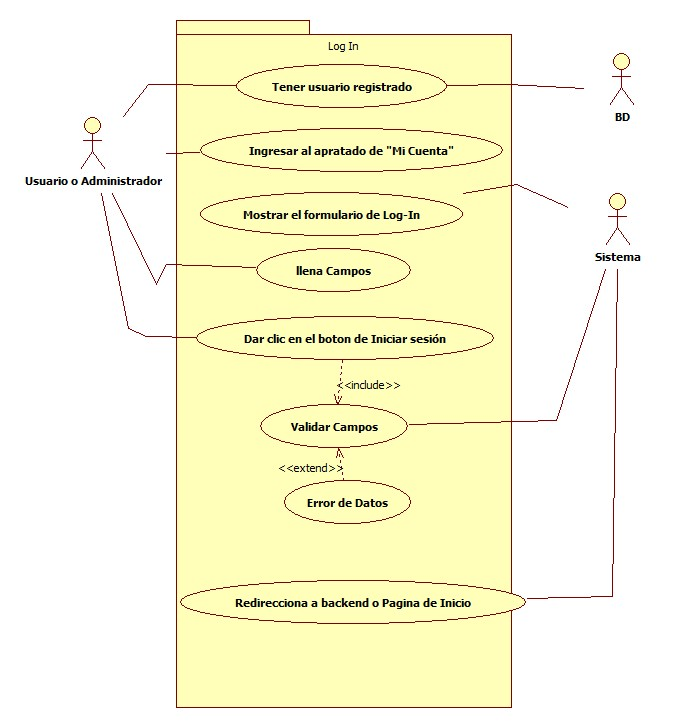 Log In
Tener usuario registrado
BD
Ingresar al apratado de "Mi Cuenta"
Usuario o Administrador
Mostrar el formulario de Log-In
Sistema
llena Campos
Dar clic en el boton de Iniciar sesión
<<include>>
Validar Campos
<<extend>>
Error de Datos
Redirecciona a backend o Pagina de Inicio